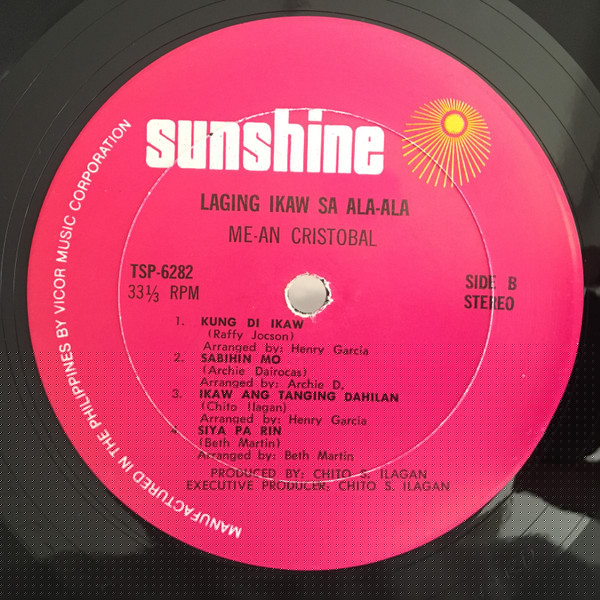 sunshine
LAGING IKAW SA ALA-ALA
ME-AN CRISTOBAL
TSP-6282
33⅓ RPM
SIDE B
STEREO
1. KUNG DI IKAW
(Raffy Jocson)
Arranged by: Henry Garcia
2. SABIHIN MO
(Archie Dairocas)
Arranged by: Archie D.
3. IKAW ANG TANGING DAHILAN
(Chito Ilagan)
Arranged by: Henry Garcia
4. SIYA PA RIN
(Beth Martin)
Arranged by: Beth Martin
PRODUCED BY: CHITO S. ILAGAN
EXECUTIVE PRODUCER: CHITO S. ILAGAN
MANUFACTURED IN THE PHILIPPINES BY VICOR MUSIC CORPORATION